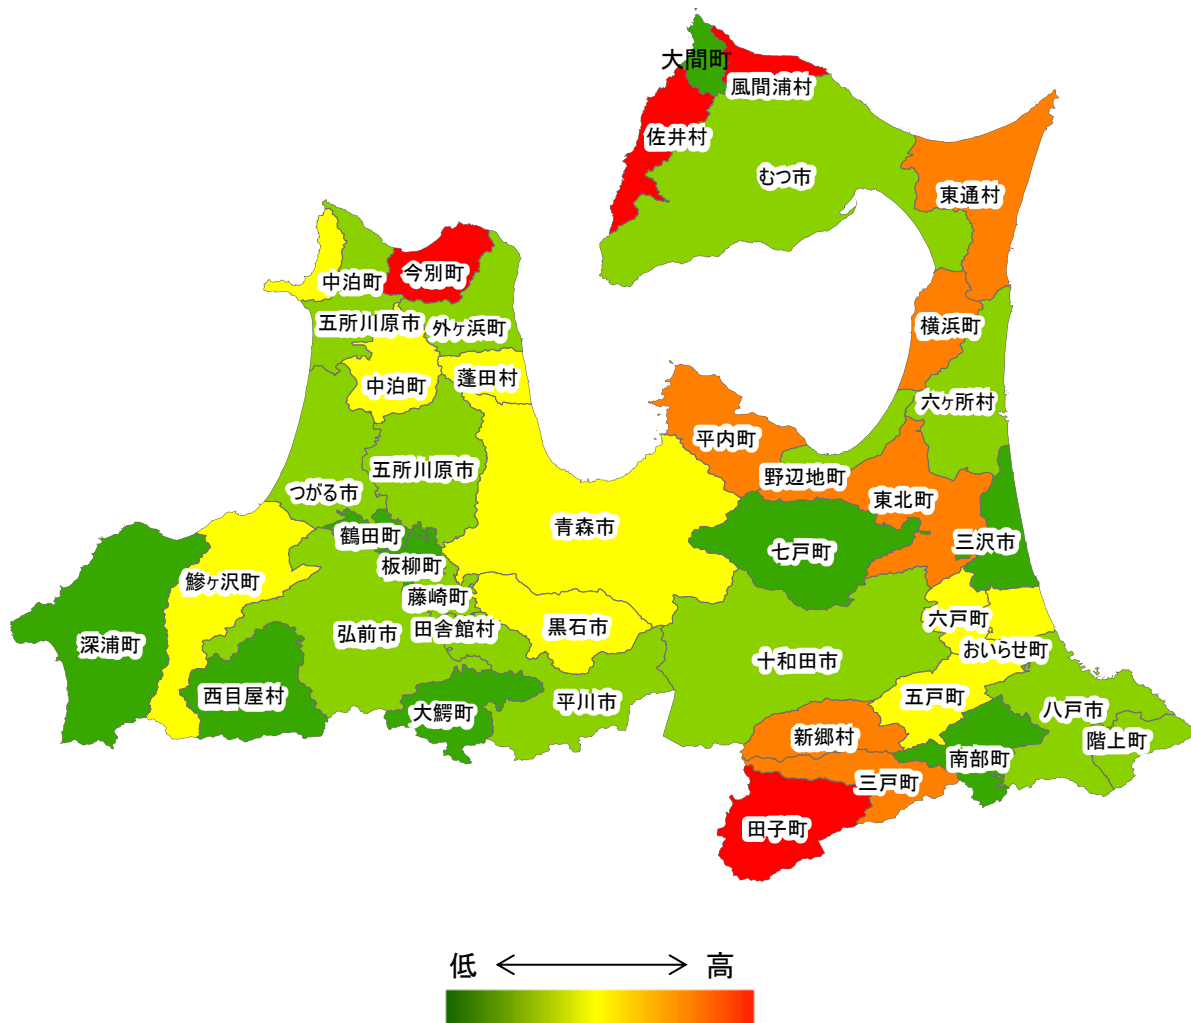 大間町
風間浦村
佐井村
むつ市
東通村
今別町
中泊町
五所川原市
外ヶ浜町
横浜町
蓬田村
中泊町
六ヶ所村
平内町
五所川原市
野辺地町
つがる市
東北町
青森市
鶴田町
三沢市
七戸町
板柳町
鰺ヶ沢町
藤崎町
六戸町
田舎館村
黒石市
弘前市
深浦町
おいらせ町
十和田市
西目屋村
五戸町
平川市
大鰐町
八戸市
新郷村
階上町
南部町
三戸町
田子町
低 高